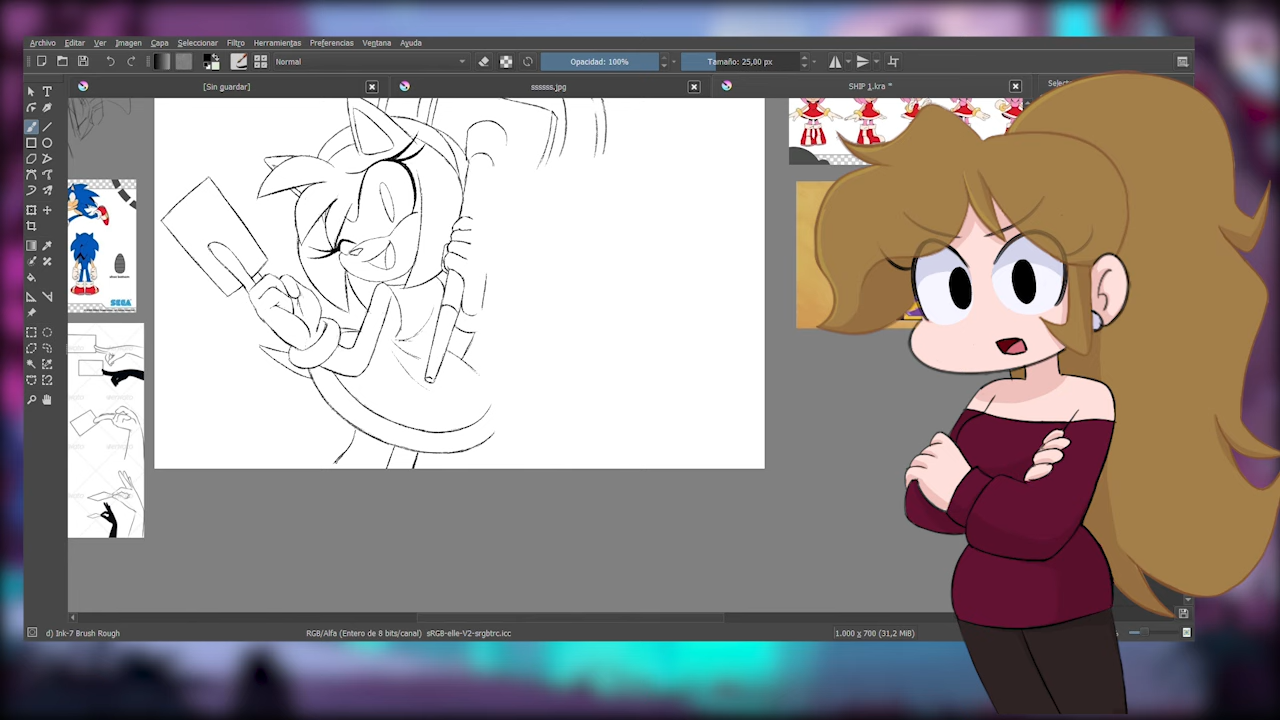 Archivo Editar Ver Imagen Capa Seleccionar Filtro Herramientas Preferencias Ventana Ayuda
Normal Opacidad: 100% Tamaño: 25,00 px
[Sin guardar] ssssss.jpg SHIP 1.kra * Selec
SEGA
d) Ink-7 Brush Rough RGB/Alfa (Entero de 8 bits/canal) sRGB-elle-V2-srgbtrc.icc 1.000 x 700 (31,2 MiB)